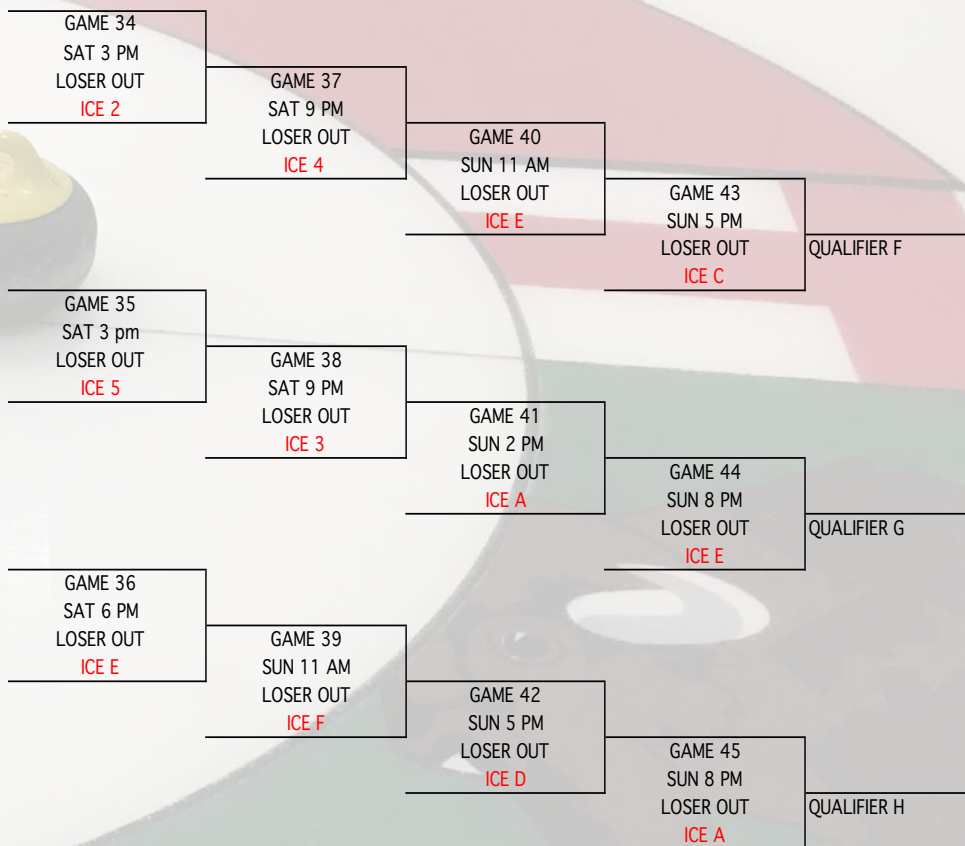 GAME 34
SAT 3 PM
LOSER OUT
ICE 2
GAME 37
SAT 9 PM
LOSER OUT
ICE 4
GAME 40
SUN 11 AM
LOSER OUT
ICE E
GAME 43
SUN 5 PM
LOSER OUT
ICE C
QUALIFIER F
GAME 35
SAT 3 pm
LOSER OUT
ICE 5
GAME 38
SAT 9 PM
LOSER OUT
ICE 3
GAME 41
SUN 2 PM
LOSER OUT
ICE A
GAME 44
SUN 8 PM
LOSER OUT
ICE E
QUALIFIER G
GAME 36
SAT 6 PM
LOSER OUT
ICE E
GAME 39
SUN 11 AM
LOSER OUT
ICE F
GAME 42
SUN 5 PM
LOSER OUT
ICE D
GAME 45
SUN 8 PM
LOSER OUT
ICE A
QUALIFIER H